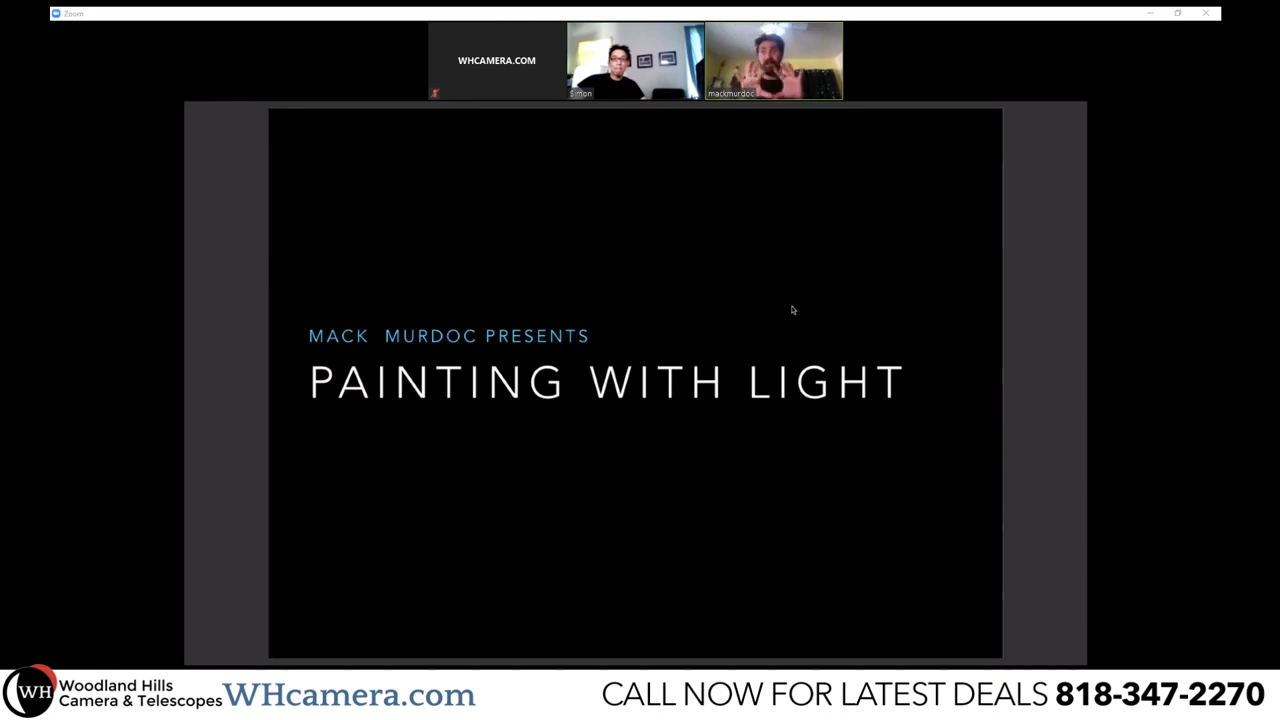 Zoom
WHCAMERA.COM
Simon
mackmurdoc
MACK MURDOC PRESENTS
PAINTING WITH LIGHT
WH
Woodland Hills
Camera & Telescopes
WHcamera.com
CALL NOW FOR LATEST DEALS 818-347-2270